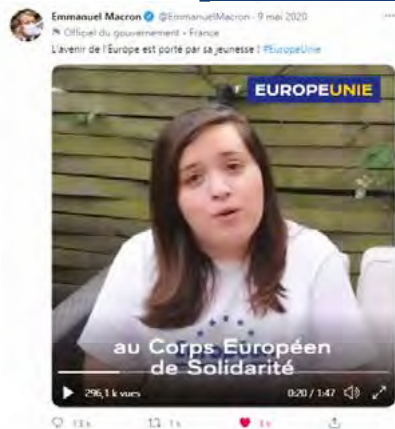 Emmanuel Macron @EmmanuelMacron · 9 mai 2020
Officiel du gouvernement - France
L'avenir de l'Europe est porté par sa jeunesse ! #EuropeUnie
EUROPEUNIE
au Corps Européen
de Solidarité
296,1 k vues
0:20 / 1:47